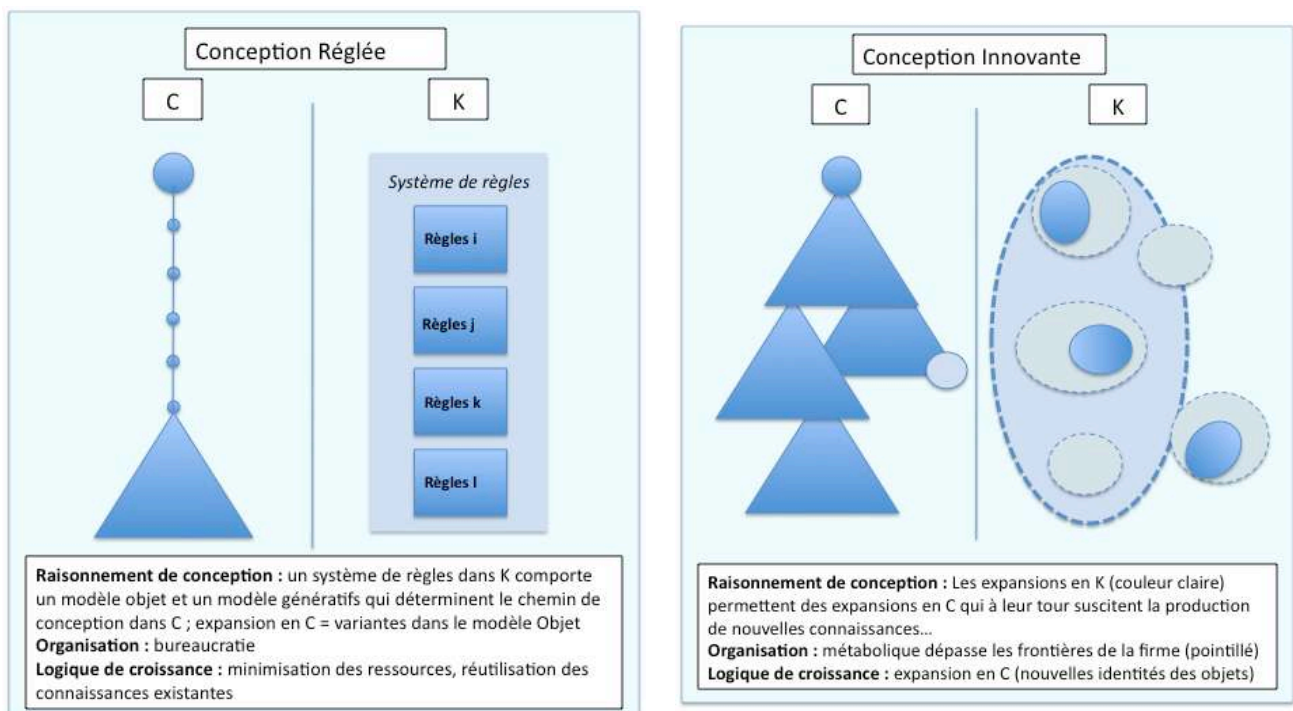 Conception Réglée
C
K
Système de règles
Règles i
Règles j
Règles k
Règles l
Raisonnement de conception : un système de règles dans K comporte
un modèle objet et un modèle génératifs qui déterminent le chemin de
conception dans C ; expansion en C = variantes dans le modèle Objet
Organisation : bureaucratie
Logique de croissance : minimisation des ressources, réutilisation des
connaissances existantes
Conception Innovante
C
K
Raisonnement de conception : Les expansions en K (couleur claire)
permettent des expansions en C qui à leur tour suscitent la production
de nouvelles connaissances...
Organisation : métabolique dépasse les frontières de la firme (pointillé)
Logique de croissance : expansion en C (nouvelles identités des objets)